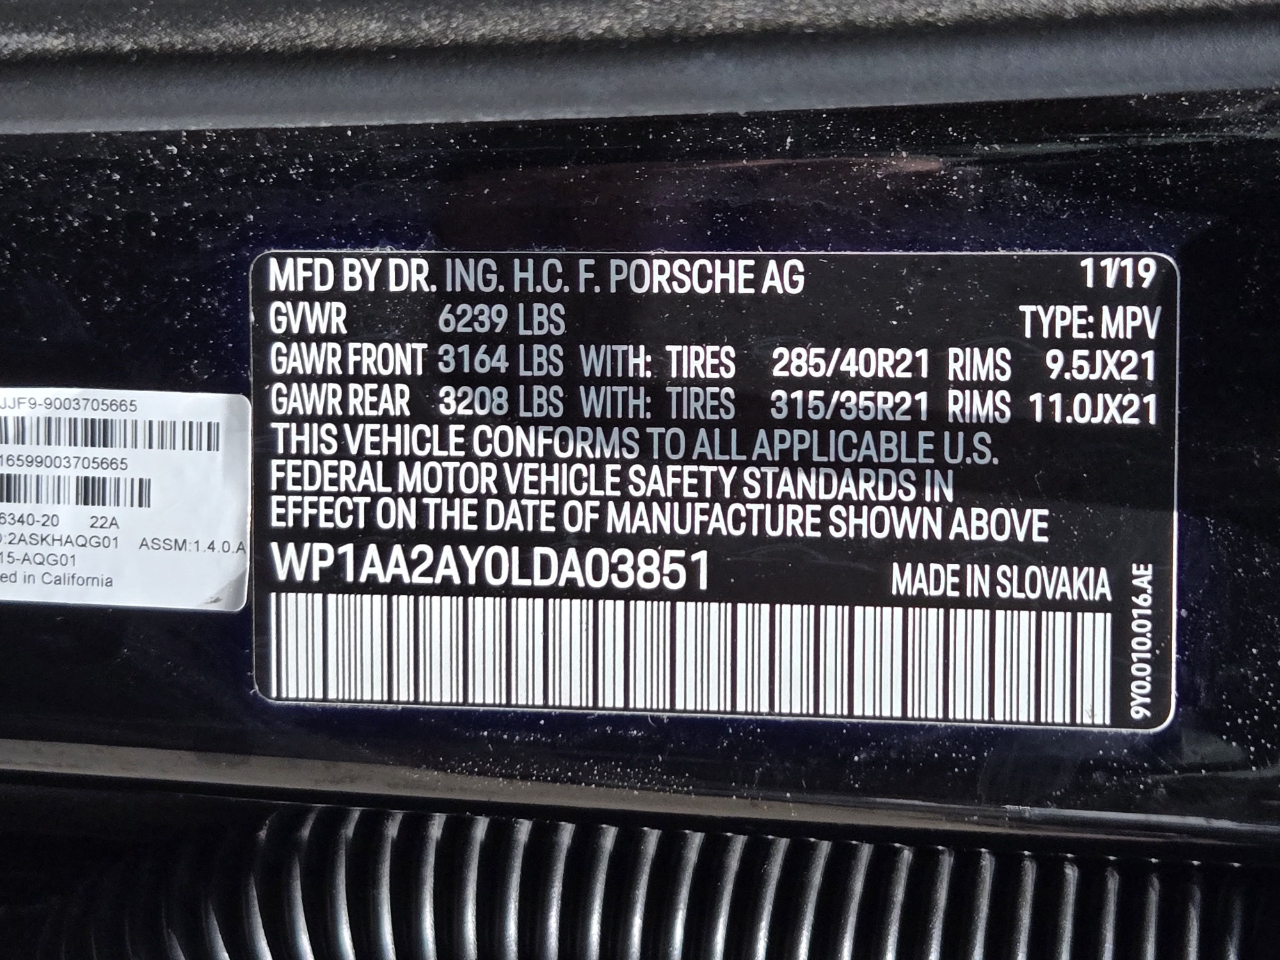 MFD BY DR. ING. H.C. F. PORSCHE AG 11/19
GVWR 6239 LBS TYPE: MPV
GAWR FRONT 3164 LBS WITH: TIRES 285/40R21 RIMS 9.5JX21
GAWR REAR 3208 LBS WITH: TIRES 315/35R21 RIMS 11.0JX21
THIS VEHICLE CONFORMS TO ALL APPLICABLE U.S.
FEDERAL MOTOR VEHICLE SAFETY STANDARDS IN
EFFECT ON THE DATE OF MANUFACTURE SHOWN ABOVE
WP1AA2AY0LDA03851 MADE IN SLOVAKIA
9Y0.010.016.AE
JJF9-9003705665
16599003705665
6340-20 22A
:2ASKHAQG01 ASSM:1.4.0.A
15-AQG01
ed in California